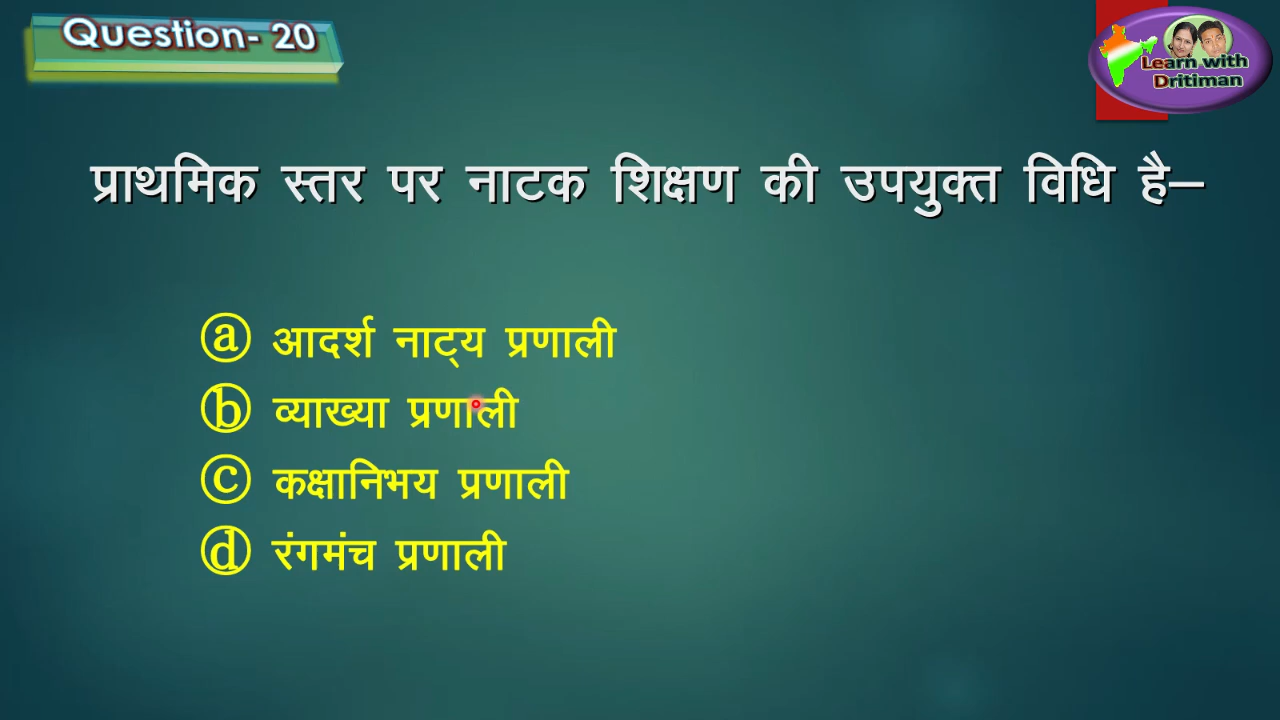 Question- 20
Learn with
Dritiman
प्राथमिक स्तर पर नाटक शिक्षण की उपयुक्त विधि है–
ⓐ आदर्श नाट्य प्रणाली
ⓑ व्याख्या प्रणाली
ⓒ कक्षानिभय प्रणाली
ⓓ रंगमंच प्रणाली